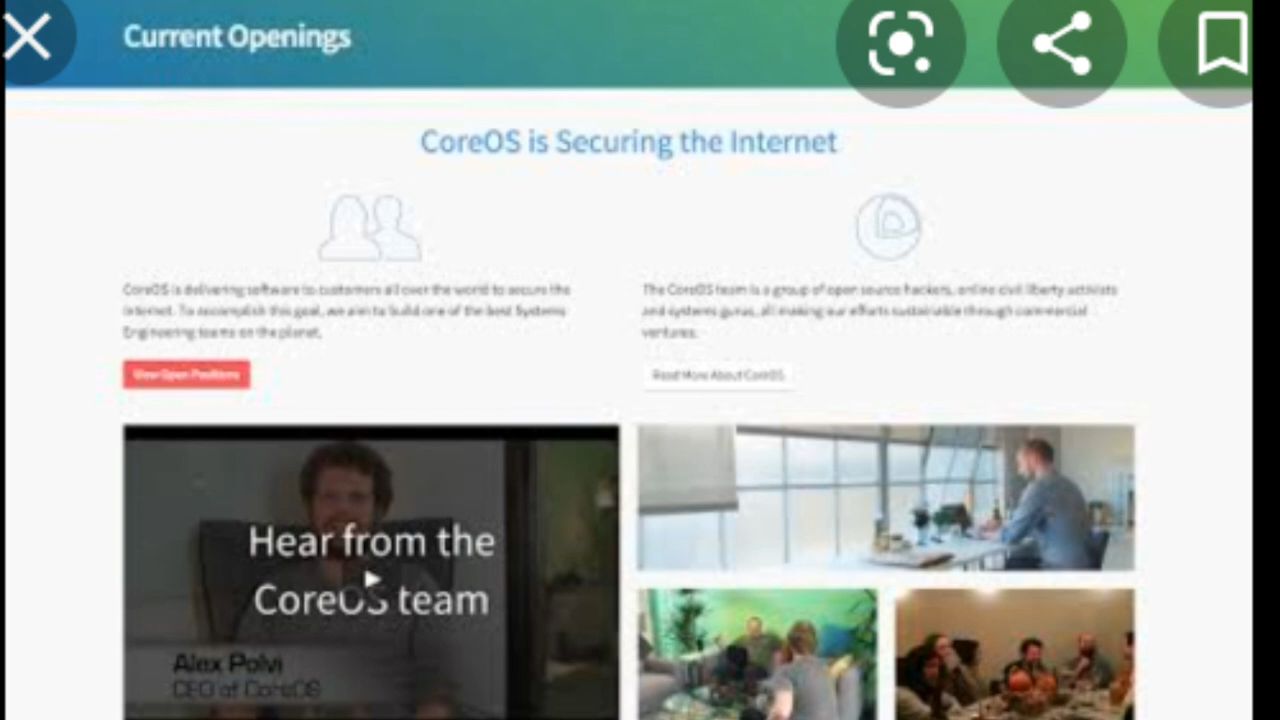 Current Openings
CoreOS is Securing the Internet
CoreOS is delivering software to customers all over the world to secure the
internet. To accomplish this goal, we aim to build one of the best Systems
Engineering teams on the planet.
The CoreOS team is a group of open source hackers, online civil liberty activists
and systems gurus, all making our efforts sustainable through commercial
ventures.
View Open Positions
Read More About CoreOS
Hear from the
CoreOS team
Alex Polvi
CEO of CoreOS